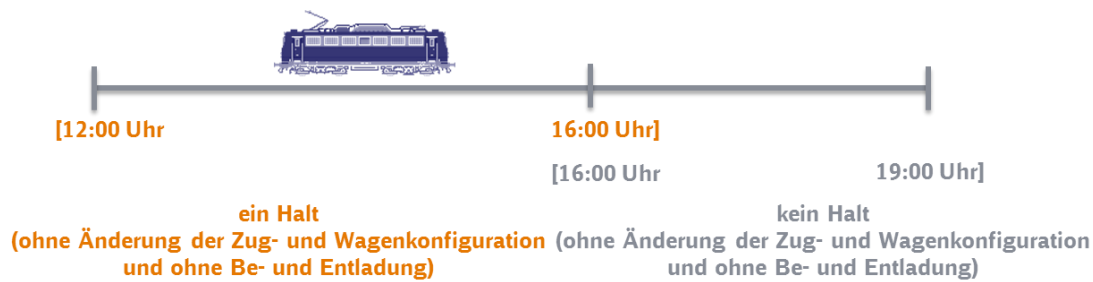 [12:00 Uhr
16:00 Uhr]
[16:00 Uhr
19:00 Uhr]
ein Halt
(ohne Änderung der Zug- und Wagenkonfiguration
und ohne Be- und Entladung)
kein Halt
(ohne Änderung der Zug- und Wagenkonfiguration
und ohne Be- und Entladung)